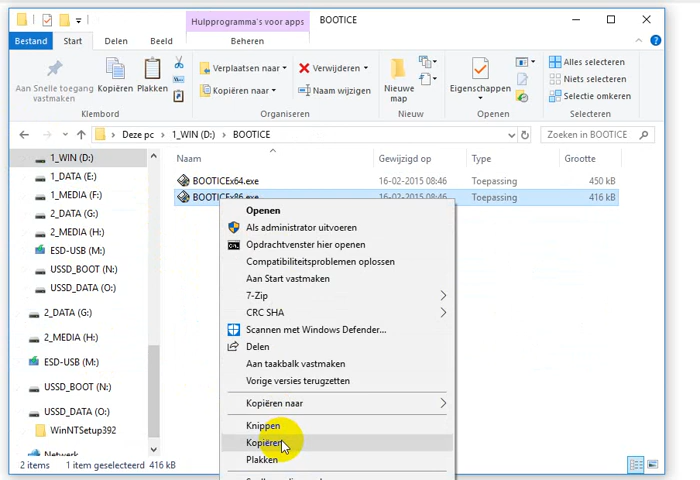 Hulpprogramma's voor apps
BOOTICE
Bestand
Start
Delen
Beeld
Beheren
Aan Snelle toegang vastmaken
Kopiëren
Plakken
Klembord
Verplaatsen naar
Kopiëren naar
Verwijderen
Naam wijzigen
Organiseren
Nieuwe map
Nieuw
Eigenschappen
Openen
Alles selecteren
Niets selecteren
Selectie omkeren
Selecteren
Deze pc > 1_WIN (D:) > BOOTICE
Zoeken in BOOTICE
Naam
Gewijzigd op
Type
Grootte
BOOTICEx64.exe 16-02-2015 08:46 Toepassing 450 kB
BOOTICEx86.exe 16-02-2015 08:46 Toepassing 416 kB
1_WIN (D:)
1_DATA (E:)
1_MEDIA (F:)
2_DATA (G:)
2_MEDIA (H:)
ESD-USB (M:)
USSD_BOOT (N:)
USSD_DATA (O:)
2_DATA (G:)
2_MEDIA (H:)
ESD-USB (M:)
USSD_BOOT (N:)
USSD_DATA (O:)
WinNTSetup392
Netwerk
Openen
Als administrator uitvoeren
Opdrachtvenster hier openen
Compatibiliteitsproblemen oplossen
Aan Start vastmaken
7-Zip
CRC SHA
Scannen met Windows Defender...
Delen
Aan taakbalk vastmaken
Vorige versies terugzetten
Kopiëren naar
Knippen
Kopiëren
Plakken
2 items 1 item geselecteerd 416 kB